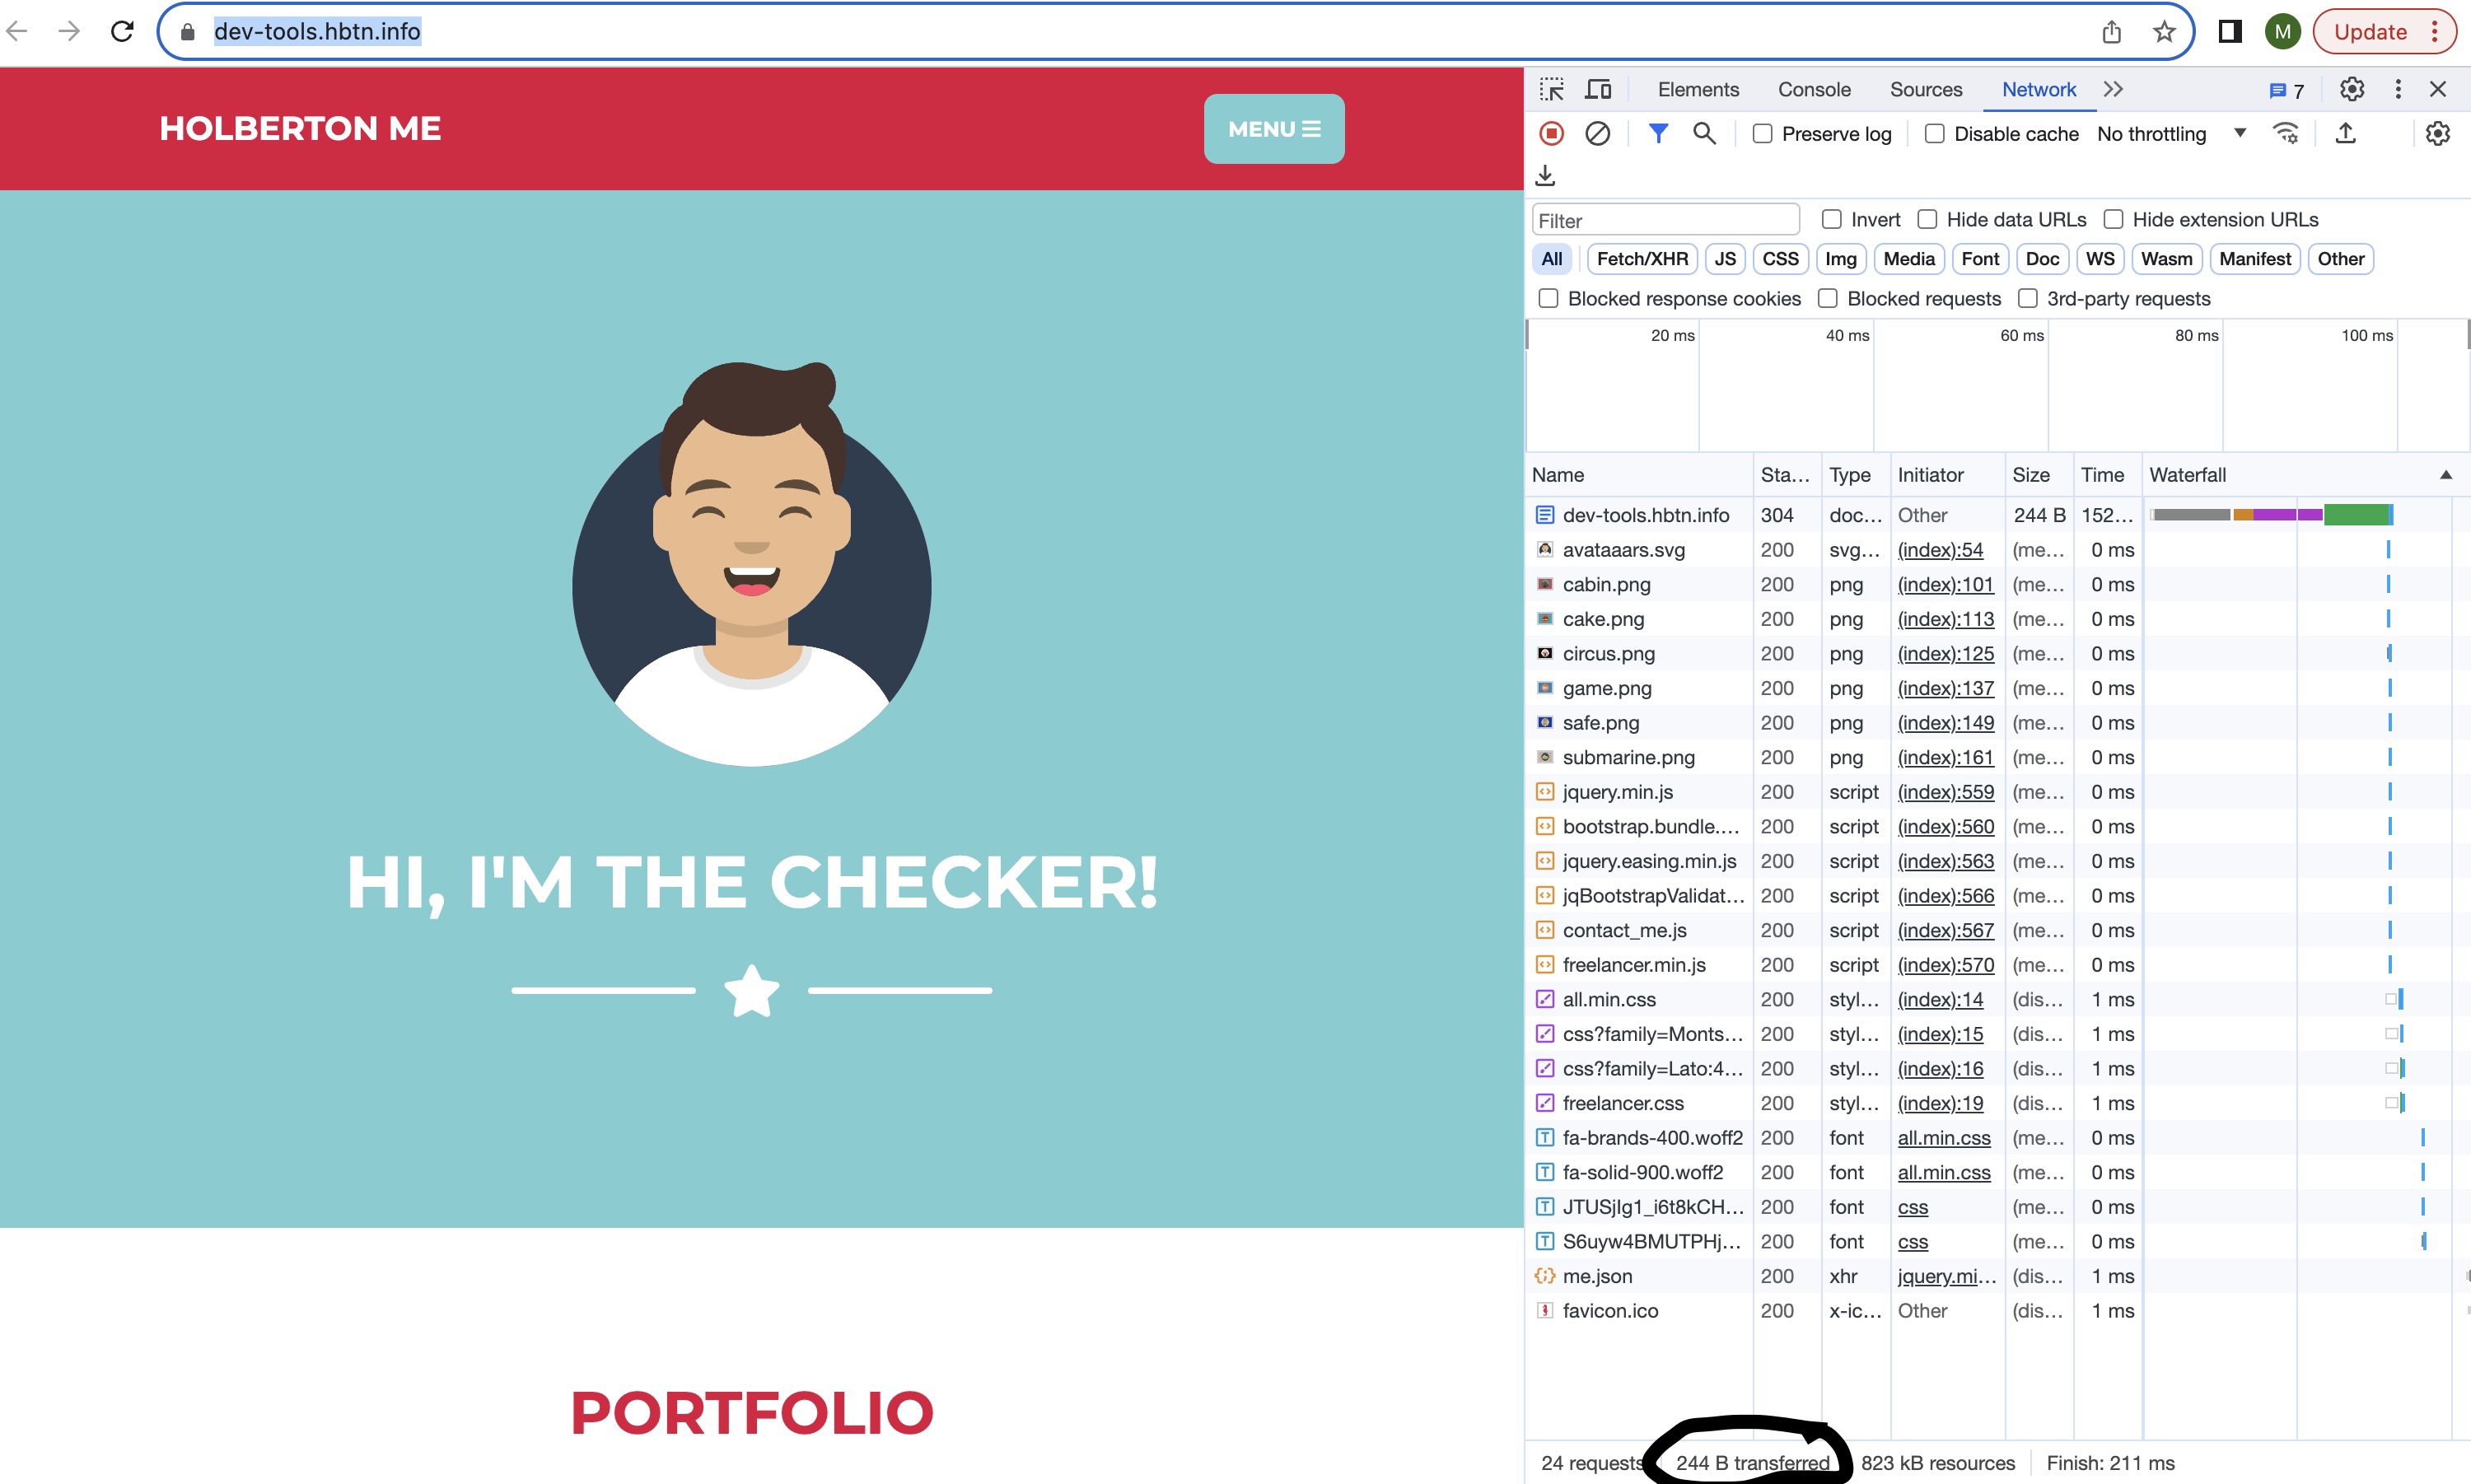 dev-tools.hbtn.info
M
Update
HOLBERTON ME
MENU
HI, I'M THE CHECKER!
PORTFOLIO
Elements Console Sources Network 7
Preserve log Disable cache No throttling
Filter Invert Hide data URLs Hide extension URLs
All Fetch/XHR JS CSS Img Media Font Doc WS Wasm Manifest Other
Blocked response cookies Blocked requests 3rd-party requests
20 ms 40 ms 60 ms 80 ms 100 ms
Name Sta... Type Initiator Size Time Waterfall
dev-tools.hbtn.info 304 doc... Other 244 B 152...
avataaars.svg 200 svg... (index):54 (me... 0 ms
cabin.png 200 png (index):101 (me... 0 ms
cake.png 200 png (index):113 (me... 0 ms
circus.png 200 png (index):125 (me... 0 ms
game.png 200 png (index):137 (me... 0 ms
safe.png 200 png (index):149 (me... 0 ms
submarine.png 200 png (index):161 (me... 0 ms
jquery.min.js 200 script (index):559 (me... 0 ms
bootstrap.bundle.... 200 script (index):560 (me... 0 ms
jquery.easing.min.js 200 script (index):563 (me... 0 ms
jqBootstrapValidat... 200 script (index):566 (me... 0 ms
contact_me.js 200 script (index):567 (me... 0 ms
freelancer.min.js 200 script (index):570 (me... 0 ms
all.min.css 200 styl... (index):14 (dis... 1 ms
css?family=Monts... 200 styl... (index):15 (dis... 1 ms
css?family=Lato:4... 200 styl... (index):16 (dis... 1 ms
freelancer.css 200 styl... (index):19 (dis... 1 ms
fa-brands-400.woff2 200 font all.min.css (me... 0 ms
fa-solid-900.woff2 200 font all.min.css (me... 0 ms
JTUSjIg1_i6t8kCH... 200 font css (me... 0 ms
S6uyw4BMUTPHj... 200 font css (me... 0 ms
me.json 200 xhr jquery.mi... (dis... 1 ms
favicon.ico 200 x-ic... Other (dis... 1 ms
24 requests 244 B transferred 823 kB resources Finish: 211 ms